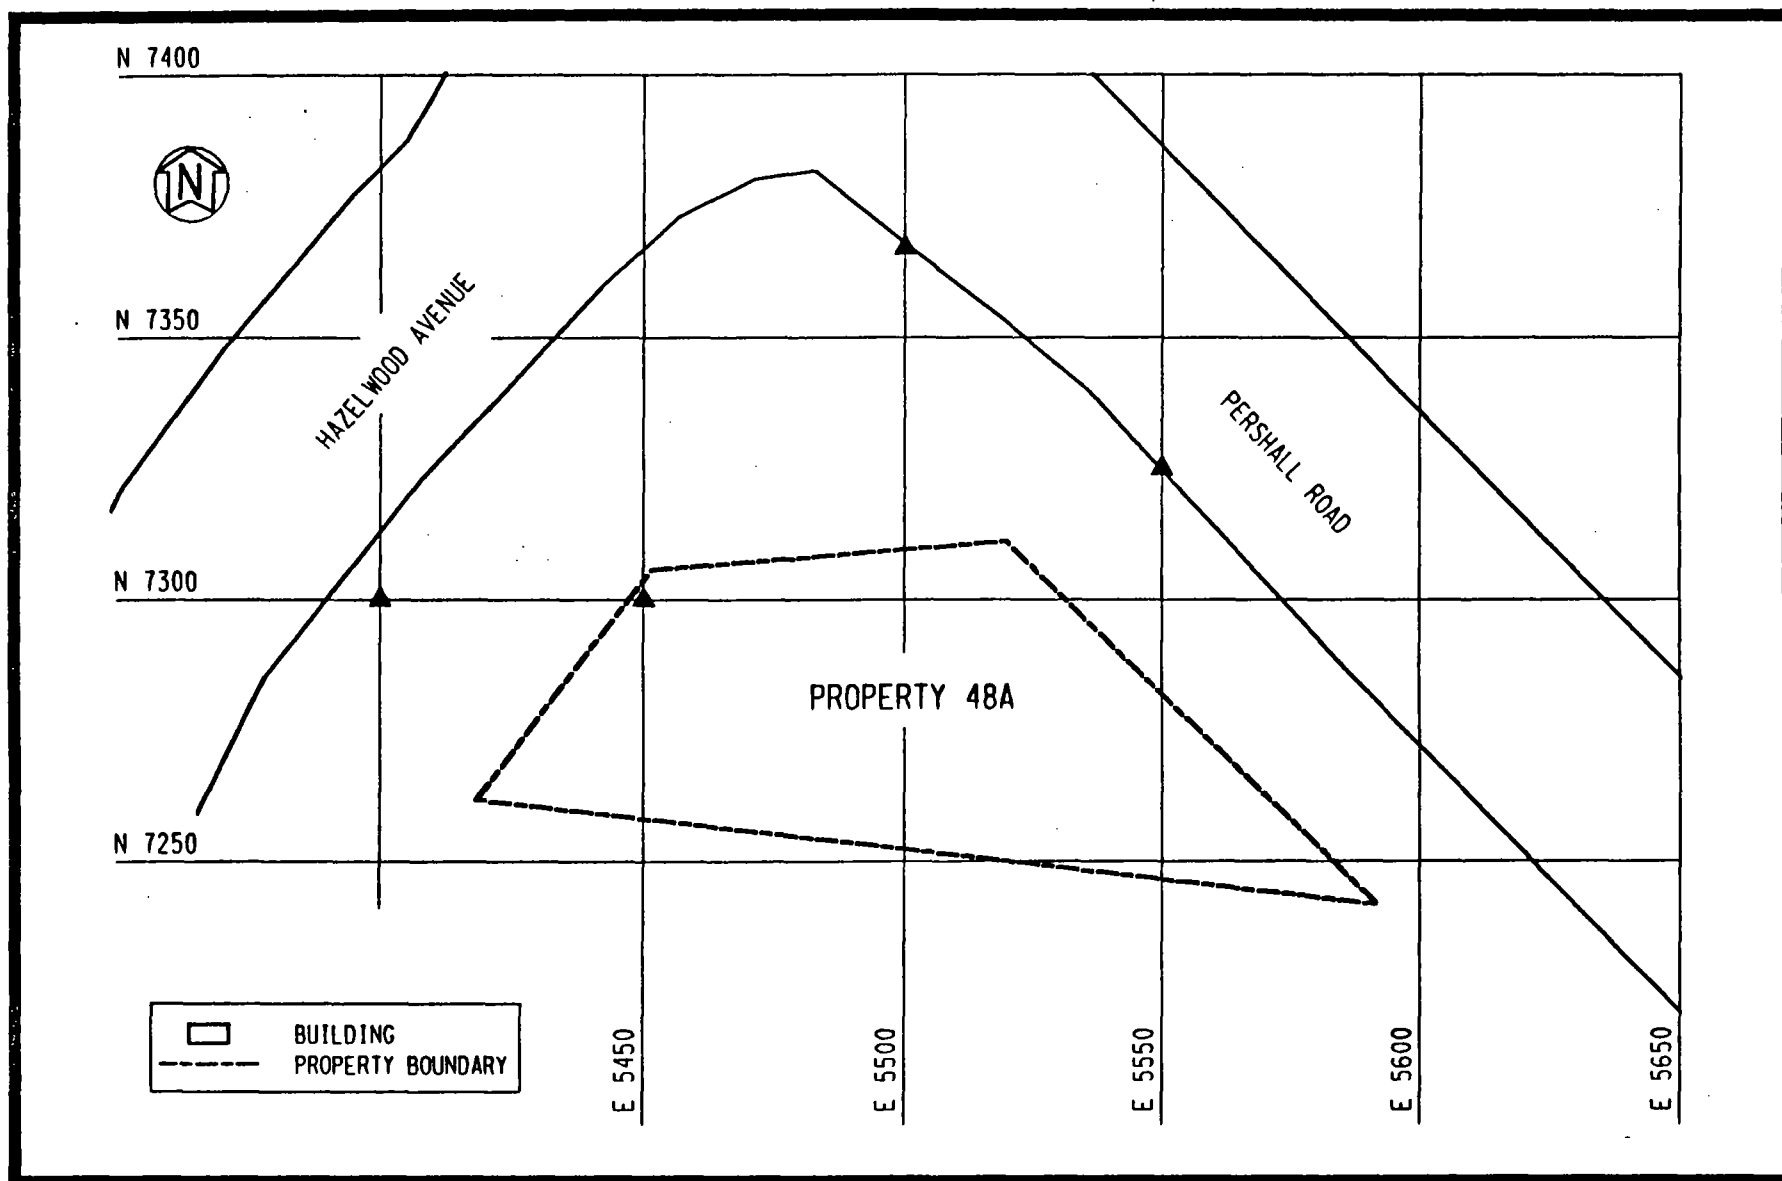 N 7400
N
N 7350
HAZELWOOD AVENUE
PERSHALL ROAD
N 7300
PROPERTY 48A
N 7250
BUILDING
PROPERTY BOUNDARY
E 5450
E 5500
E 5550
E 5600
E 5650